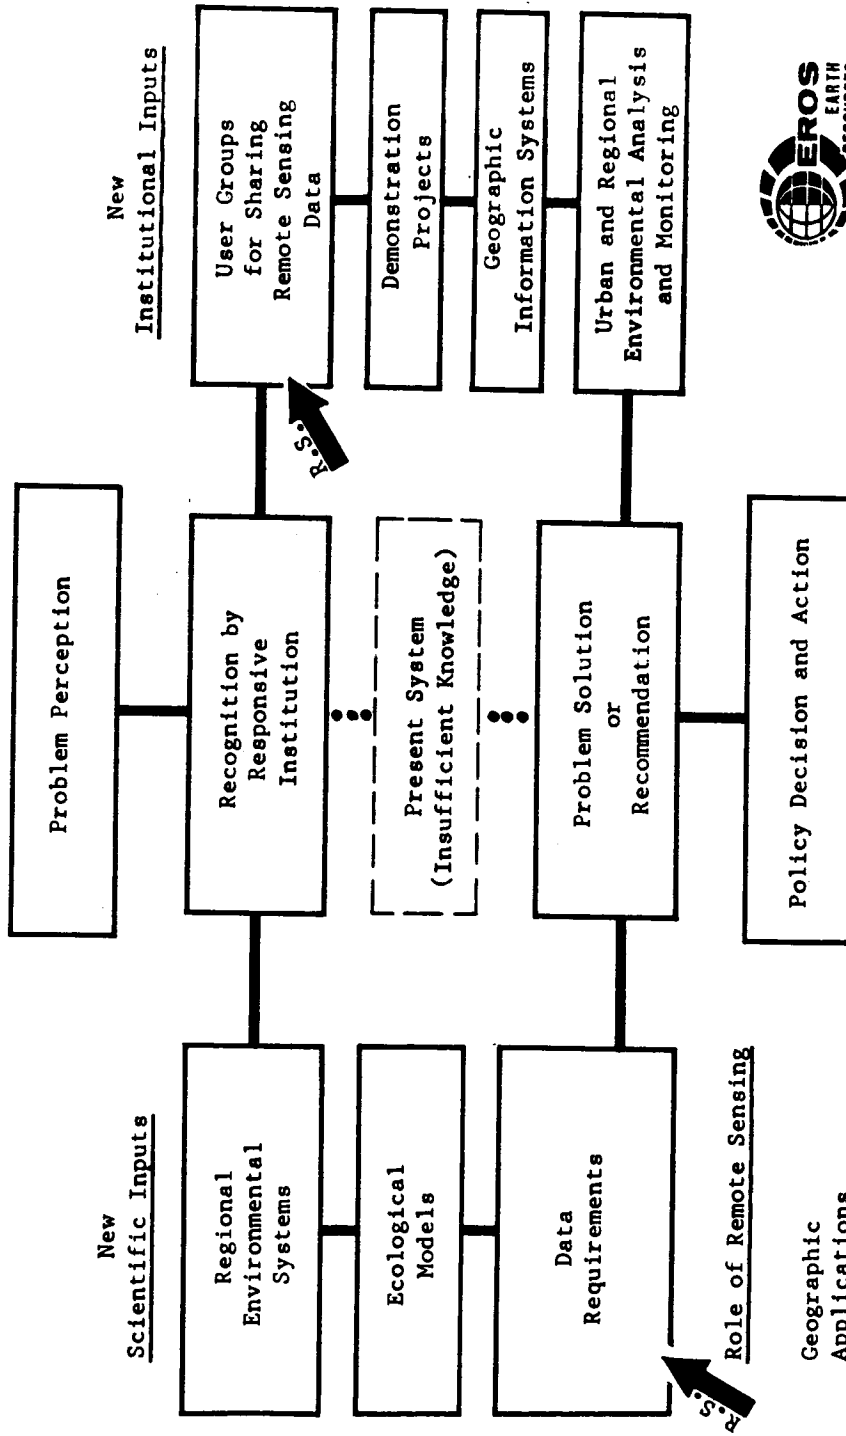 Problem Perception
New
Scientific Inputs
New
Institutional Inputs
Regional
Environmental
Systems
Recognition by
Responsive
Institution
User Groups
for Sharing
Remote Sensing
Data
R.S.
Ecological
Models
Present System
(Insufficient Knowledge)
Demonstration
Projects
Geographic
Information Systems
Data
Requirements
Problem Solution
or
Recommendation
Urban and Regional
Environmental Analysis
and Monitoring
R.S.
Role of Remote Sensing
Policy Decision and Action
Geographic
Applications
EROS
EARTH